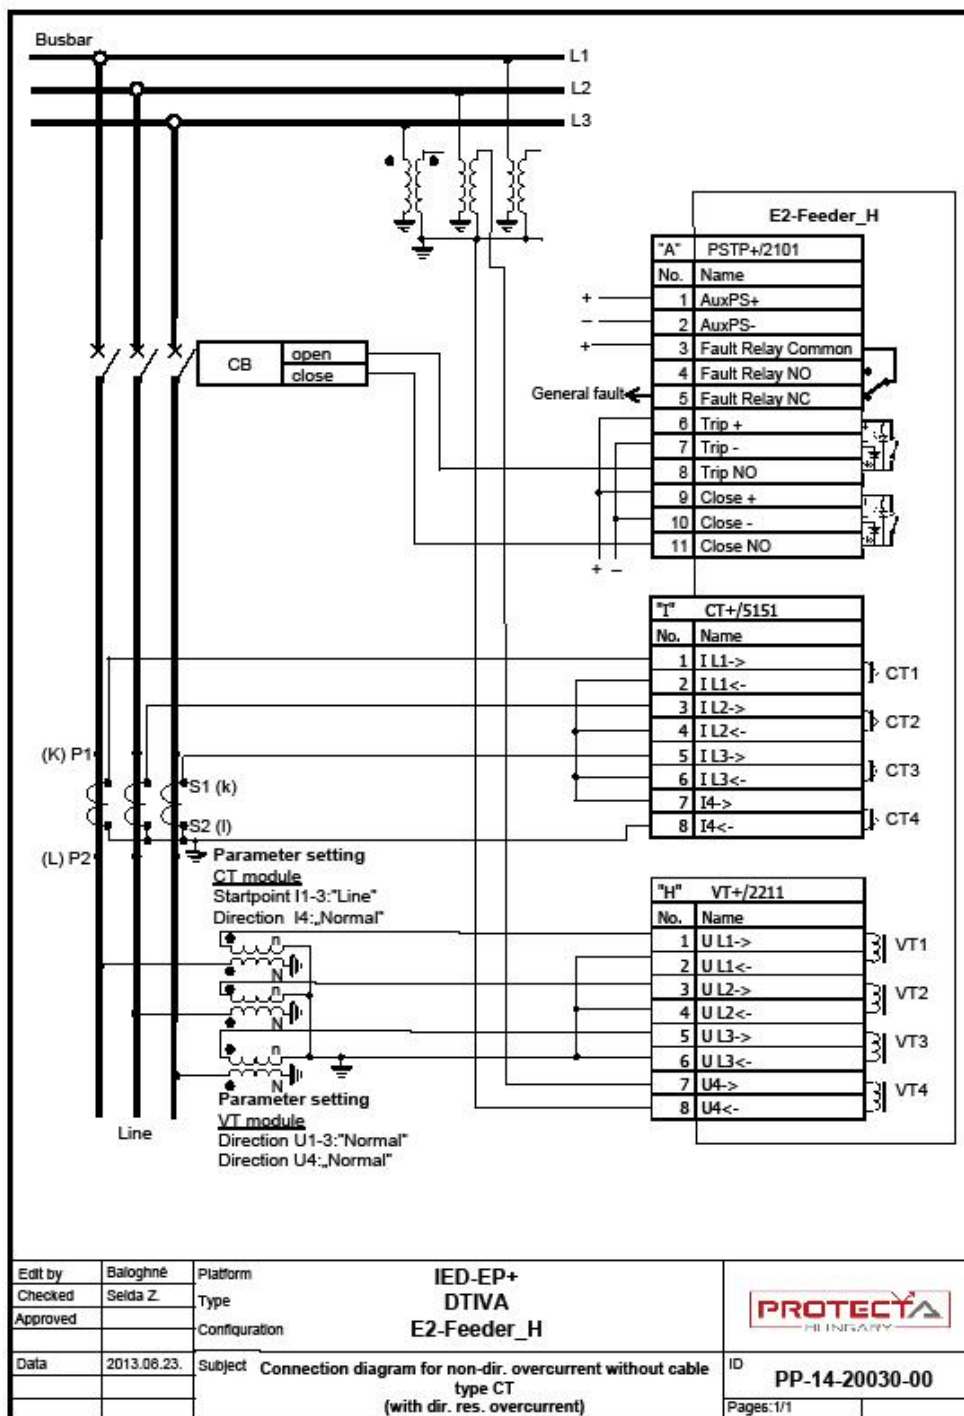 Busbar
L1
L2
L3
E2-Feeder_H
"A" PSTP+/2101
No. Name
1 AuxPS+
2 AuxPS-
3 Fault Relay Common
4 Fault Relay NO
5 Fault Relay NC
6 Trip +
7 Trip -
8 Trip NO
9 Close +
10 Close -
11 Close NO
+
-
+
General fault
+ -
CB
open
close
"I" CT+/5151
No. Name
1 I L1->
2 I L1<-
3 I L2->
4 I L2<-
5 I L3->
6 I L3<-
7 I4->
8 I4<-
CT1
CT2
CT3
CT4
(K) P1
S1 (k)
S2 (l)
(L) P2
Parameter setting
CT module
Startpoint I1-3:"Line"
Direction I4:„Normal"
"H" VT+/2211
No. Name
1 U L1->
2 U L1<-
3 U L2->
4 U L2<-
5 U L3->
6 U L3<-
7 U4->
8 U4<-
VT1
VT2
VT3
VT4
n
N
n
N
n
N
Parameter setting
VT module
Direction U1-3:"Normal"
Direction U4:„Normal"
Line
Edit by Baloghné
Checked Selda Z.
Approved
Data 2013.08.23.
Platform IED-EP+
Type DTIVA
Configuration E2-Feeder_H
Subject Connection diagram for non-dir. overcurrent without cable
type CT
(with dir. res. overcurrent)
PROTECTA
HUNGARY
ID
PP-14-20030-00
Pages:1/1